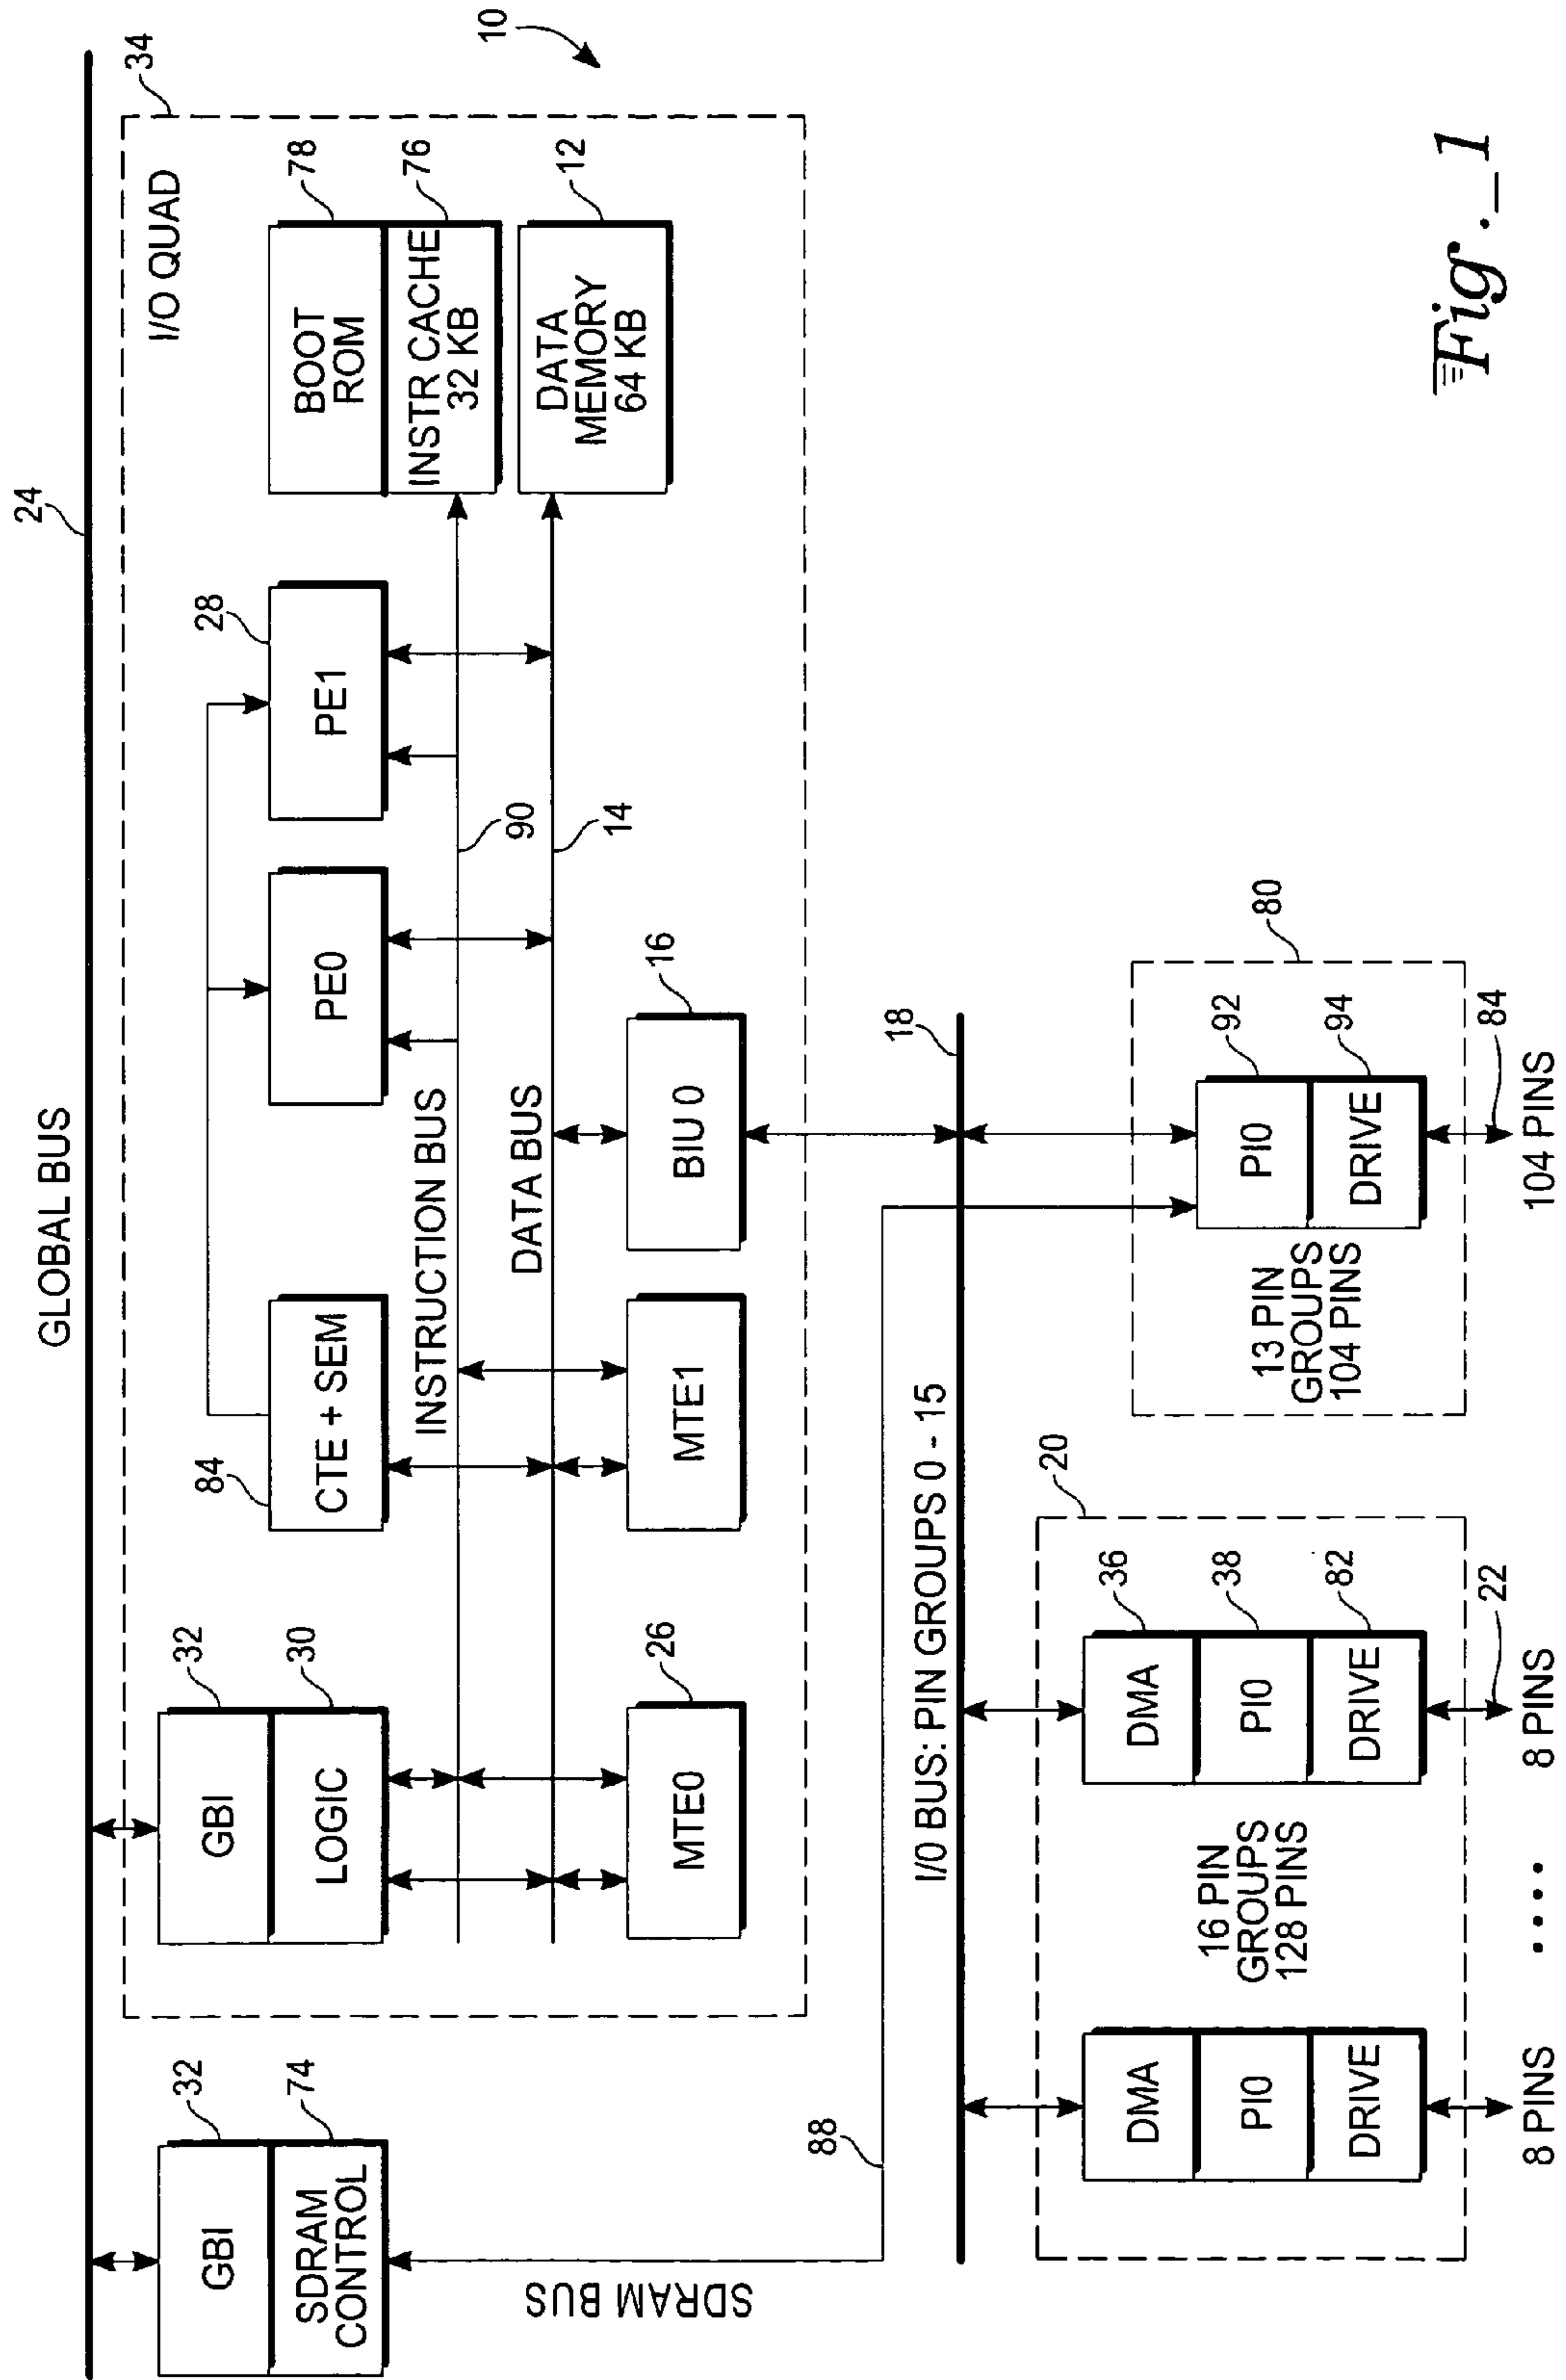 GLOBAL BUS
24
34
10
I/O QUAD
GBI
32
SDRAM
CONTROL
74
SDRAM BUS
88
GBI
32
LOGIC
30
CTE + SEM
84
PE0
PE1
28
BOOT
ROM
78
INSTR CACHE
32 KB
76
DATA
MEMORY
64 KB
12
INSTRUCTION BUS
90
DATA BUS
14
MTE0
26
MTE1
BIU 0
16
I/0 BUS: PIN GROUPS 0 - 15
18
20
DMA
PI0
DRIVE
16 PIN
GROUPS
128 PINS
DMA
36
PI0
38
DRIVE
82
22
8 PINS
....
8 PINS
80
13 PIN
GROUPS
104 PINS
PI0
92
DRIVE
94
84
104 PINS
Fig._1